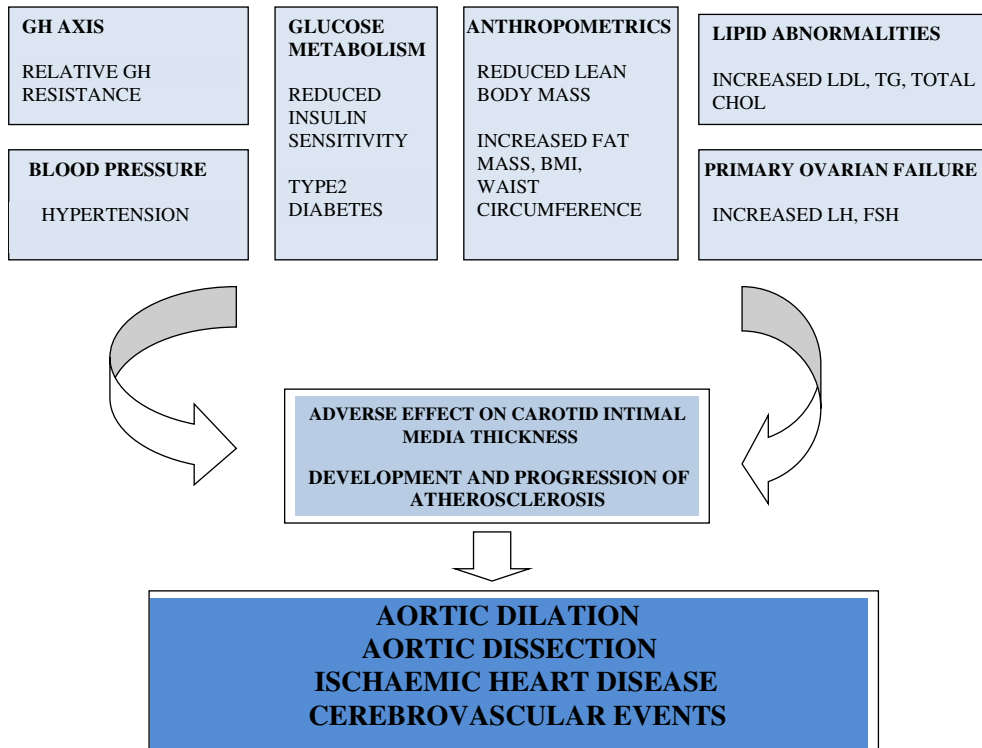 GH AXIS
RELATIVE GH
RESISTANCE
BLOOD PRESSURE
HYPERTENSION
GLUCOSE
METABOLISM
REDUCED
INSULIN
SENSITIVITY
TYPE2
DIABETES
ANTHROPOMETRICS
REDUCED LEAN
BODY MASS
INCREASED FAT
MASS, BMI,
WAIST
CIRCUMFERENCE
LIPID ABNORMALITIES
INCREASED LDL, TG, TOTAL
CHOL
PRIMARY OVARIAN FAILURE
INCREASED LH, FSH
ADVERSE EFFECT ON CAROTID INTIMAL
MEDIA THICKNESS
DEVELOPMENT AND PROGRESSION OF
ATHEROSCLEROSIS
AORTIC DILATION
AORTIC DISSECTION
ISCHAEMIC HEART DISEASE
CEREBROVASCULAR EVENTS